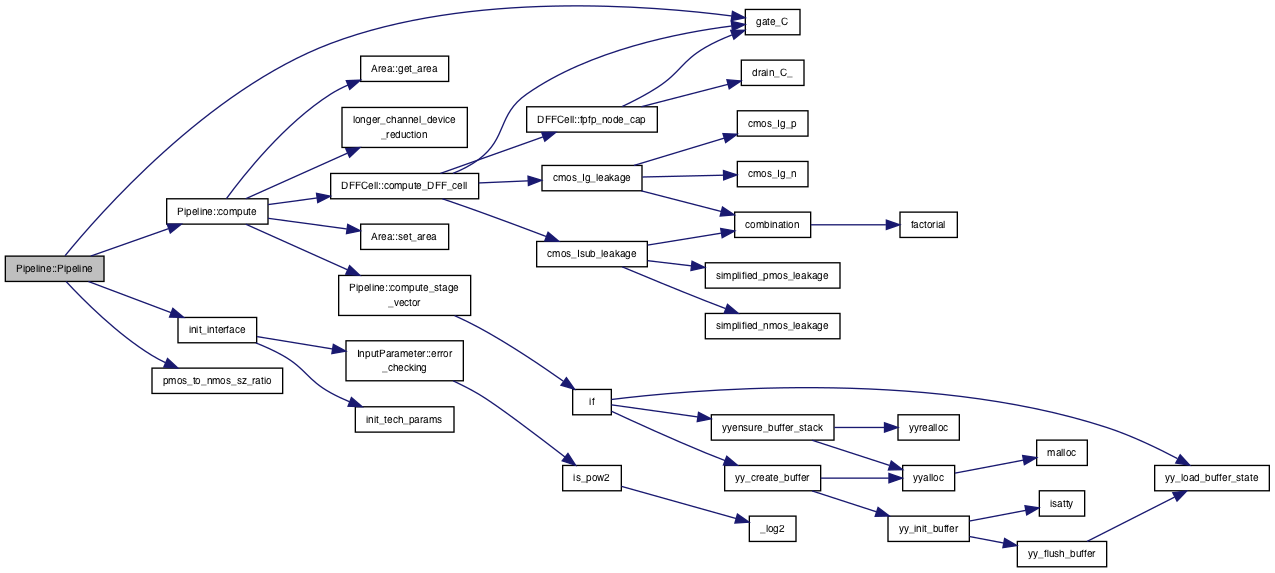 gate_C
Area::get_area
drain_C_
longer_channel_device
_reduction
DFFCell::fpfp_node_cap
cmos_Ig_p
DFFCell::compute_DFF_cell
cmos_Ig_leakage
cmos_Ig_n
Pipeline::compute
combination
factorial
Area::set_area
cmos_Isub_leakage
Pipeline::Pipeline
simplified_pmos_leakage
Pipeline::compute_stage
_vector
simplified_nmos_leakage
init_interface
InputParameter::error
_checking
pmos_to_nmos_sz_ratio
if
init_tech_params
yyensure_buffer_stack
yyrealloc
malloc
is_pow2
yy_create_buffer
yyalloc
yy_load_buffer_state
isatty
_log2
yy_init_buffer
yy_flush_buffer